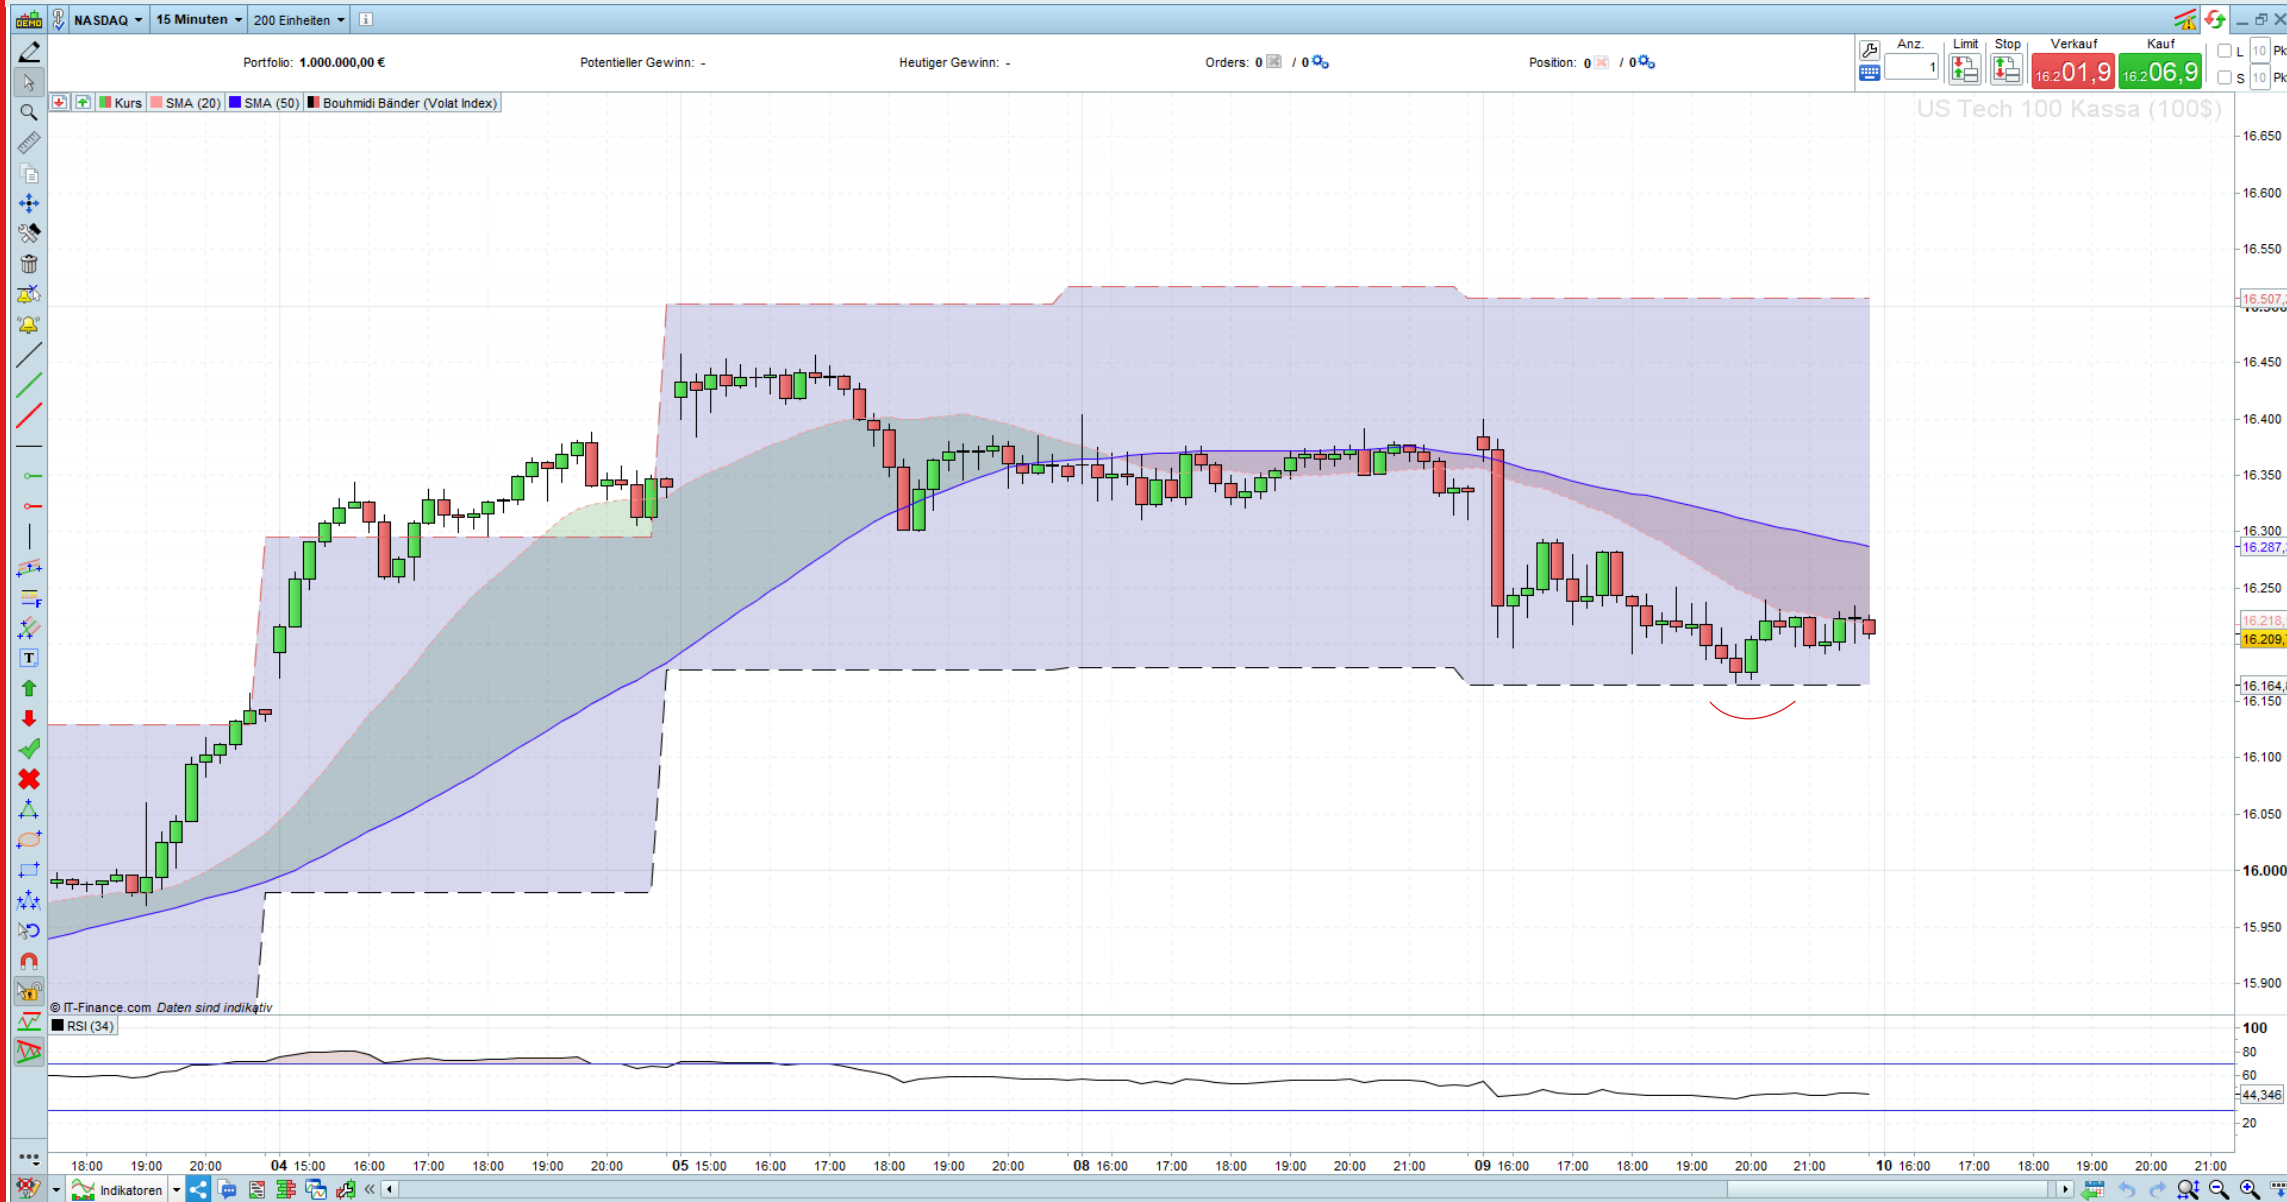 DEMO NASDAQ 15 Minuten 200 Einheiten i
Portfolio: 1.000.000,00 € Potentieller Gewinn: - Heutiger Gewinn: - Orders: 0 / 0 Position: 0 / 0
Anz. Limit Stop Verkauf Kauf
1 16.201,9 16.206,9
L 10 Pk
S 10 Pk
Kurs SMA (20) SMA (50) Bouhmidi Bänder (Volat Index)
US Tech 100 Kassa (100$)
16.650
16.600
16.550
16.507,
16.450
16.400
16.350
16.300
16.287,
16.250
16.218,
16.209,
16.164,
16.150
16.100
16.050
16.000
15.950
15.900
© IT-Finance.com Daten sind indikativ
RSI (34)
100
80
60
44,346
20
18:00 19:00 20:00 04 15:00 16:00 17:00 18:00 19:00 20:00 05 15:00 16:00 17:00 18:00 19:00 20:00 08 16:00 17:00 18:00 19:00 20:00 21:00 09 16:00 17:00 18:00 19:00 20:00 21:00 10 16:00 17:00 18:00 19:00 20:00 21:00
Indikatoren